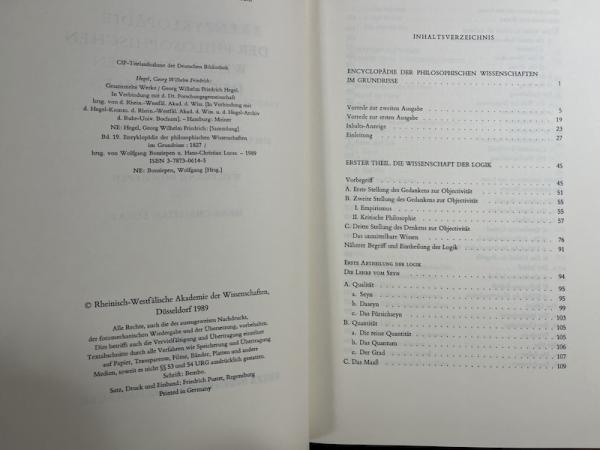 CIP-Titelaufnahme der Deutschen Bibliothek
Hegel, Georg Wilhelm Friedrich:
Gesammelte Werke / Georg Wilhelm Friedrich Hegel.
In Verbindung mit d. Dt. Forschungsgemeinschaft
hrsg. von d. Rhein.-Westfäl. Akad. d. Wiss. [In Verbindung mit
d. Hegel-Komm. d. Rhein.-Westfäl. Akad. d. Wiss. u. d. Hegel-Archiv
d. Ruhr-Univ. Bochum]. – Hamburg: Meiner
NE: Hegel, Georg Wilhelm Friedrich: [Sammlung]
Bd. 19. Enzyklopädie der philosophischen Wissenschaften
im Grundrisse : 1827 /
hrsg. von Wolfgang Bonsiepen u. Hans-Christian Lucas. – 1989
ISBN 3-7873-0614-5
NE: Bonsiepen, Wolfgang [Hrsg.]
© Rheinisch-Westfälische Akademie der Wissenschaften,
Düsseldorf 1989
Alle Rechte, auch die des auszugsweisen Nachdrucks,
der fotomechanischen Wiedergabe und der Übersetzung, vorbehalten.
Dies betrifft auch die Vervielfältigung und Übertragung einzelner
Textabschnitte durch alle Verfahren wie Speicherung und Übertragung
auf Papier, Transparente, Filme, Bänder, Platten und andere
Medien, soweit es nicht §§ 53 und 54 URG ausdrücklich gestatten.
Schrift: Bembo.
Satz, Druck und Einband: Friedrich Pustet, Regensburg
Printed in Germany
INHALTSVERZEICHNIS
ENCYCLOPÄDIE DER PHILOSOPHISCHEN WISSENSCHAFTEN
IM GRUNDRISSE 1
Vorrede zur zweiten Ausgabe 5
Vorrede zur ersten Ausgabe 19
Inhalts-Anzeige 23
Einleitung 27
ERSTER THEIL. DIE WISSENSCHAFT DER LOGIK 45
Vorbegriff 45
A. Erste Stellung des Gedankens zur Objectivität 51
B. Zweite Stellung des Gedankens zur Objectivität 55
I. Empirismus 55
II. Kritische Philosophie 57
C. Dritte Stellung des Denkens zur Objectivität
Das unmittelbare Wissen 76
Näherer Begriff und Eintheilung der Logik 91
ERSTE ABTHEILUNG DER LOGIK
DIE LEHRE VOM SEYN 94
A. Qualität 95
a. Seyn 95
b. Daseyn 99
c. Das Fürsichseyn 103
B. Quantität 105
a. Die reine Quantität 105
b. Das Quantum 106
c. Der Grad 107
C. Das Maaß 109